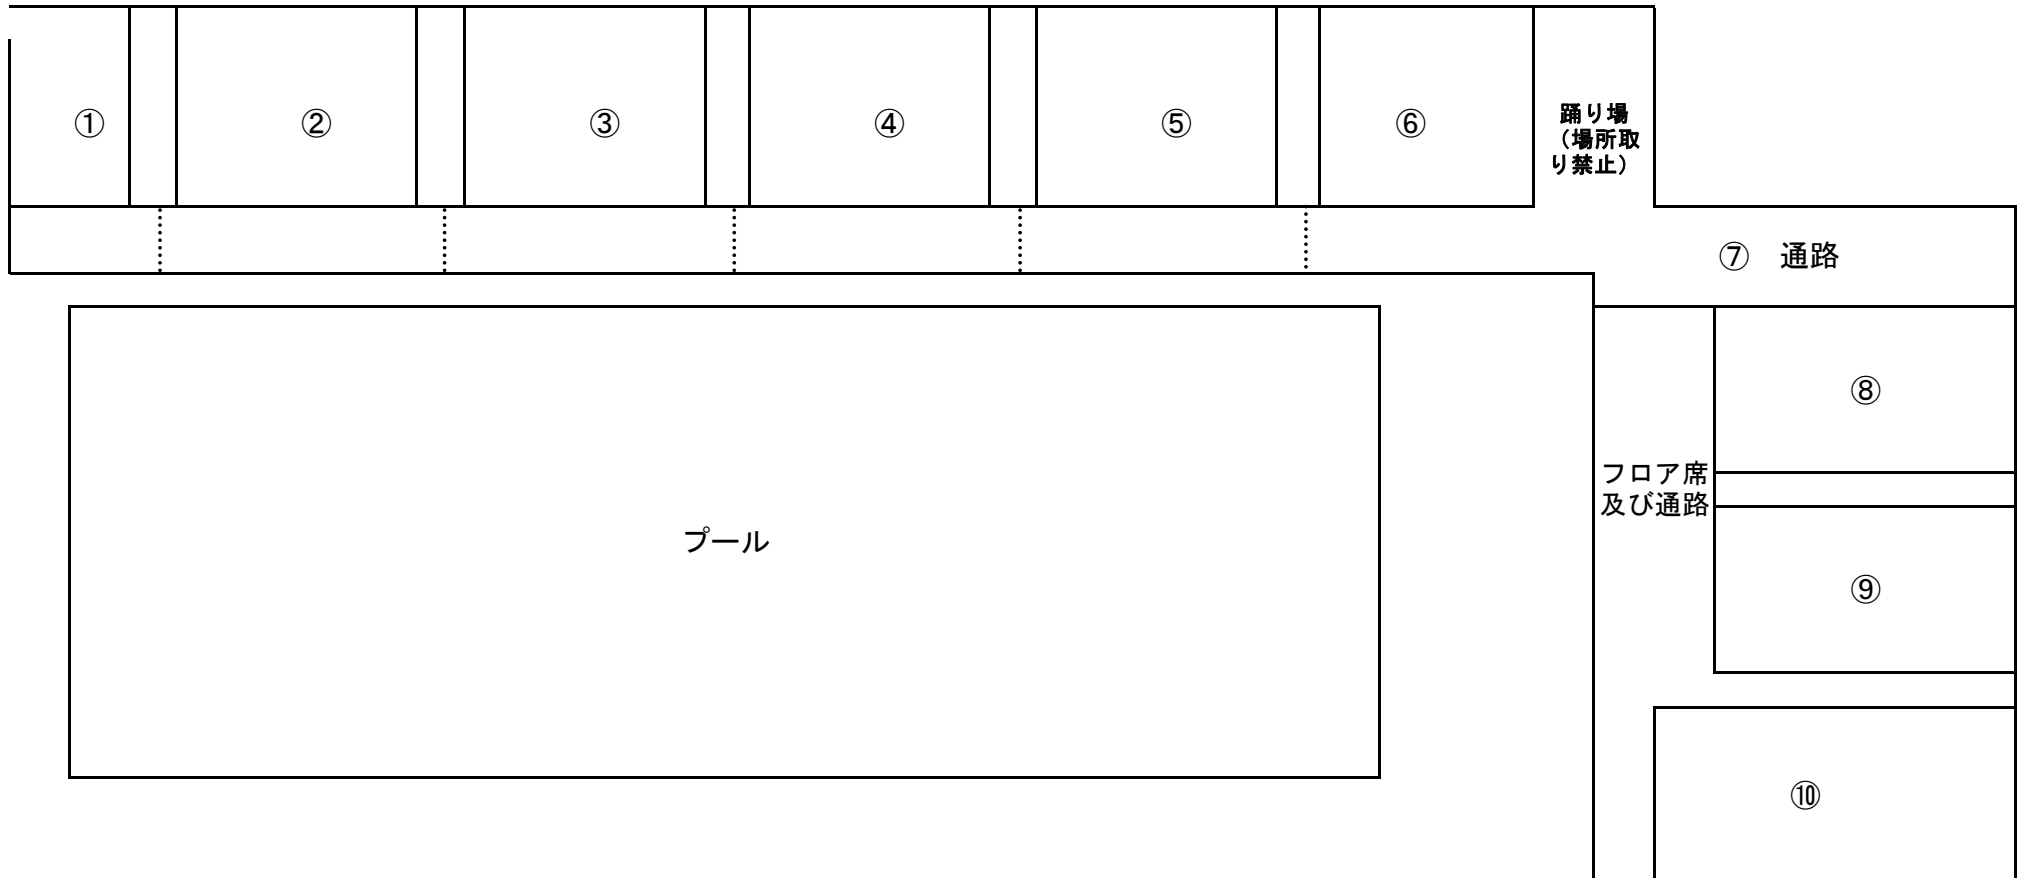 ①
②
③
④
⑤
⑥
踊り場
（場所取
り禁止）
⑦　通路
⑧
フロア席
及び通路
プール
⑨
⑩